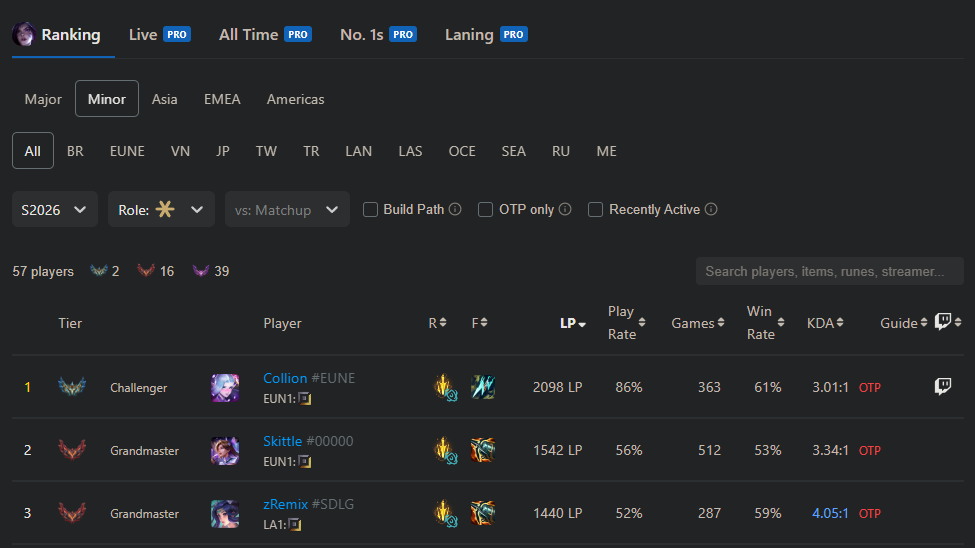 Ranking Live PRO All Time PRO No. 1s PRO Laning PRO
Major Minor Asia EMEA Americas
All BR EUNE VN JP TW TR LAN LAS OCE SEA RU ME
S2026 Role: vs: Matchup Build Path OTP only Recently Active
57 players 2 16 39 Search players, items, runes, streamer...
Tier Player R F LP Play Rate Games Win Rate KDA Guide
1 Challenger Collion #EUNE EUN1: 2098 LP 86% 363 61% 3.01:1 OTP
2 Grandmaster Skittle #00000 EUN1: 1542 LP 56% 512 53% 3.34:1 OTP
3 Grandmaster zRemix #SDLG LA1: 1440 LP 52% 287 59% 4.05:1 OTP